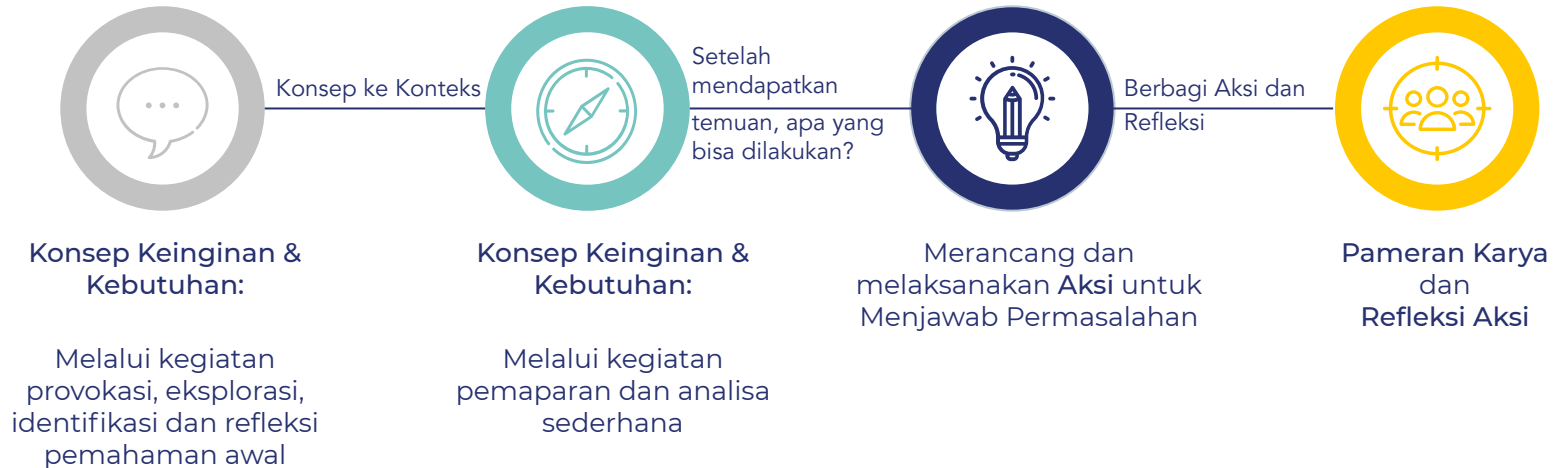 Konsep ke Konteks
Setelah
mendapatkan
temuan, apa yang
bisa dilakukan?
Berbagi Aksi dan
Refleksi
Konsep Keinginan &
Kebutuhan:
Melalui kegiatan
provokasi, eksplorasi,
identifikasi dan refleksi
pemahaman awal
Konsep Keinginan &
Kebutuhan:
Melalui kegiatan
pemaparan dan analisa
sederhana
Merancang dan
melaksanakan Aksi untuk
Menjawab Permasalahan
Pameran Karya
dan
Refleksi Aksi